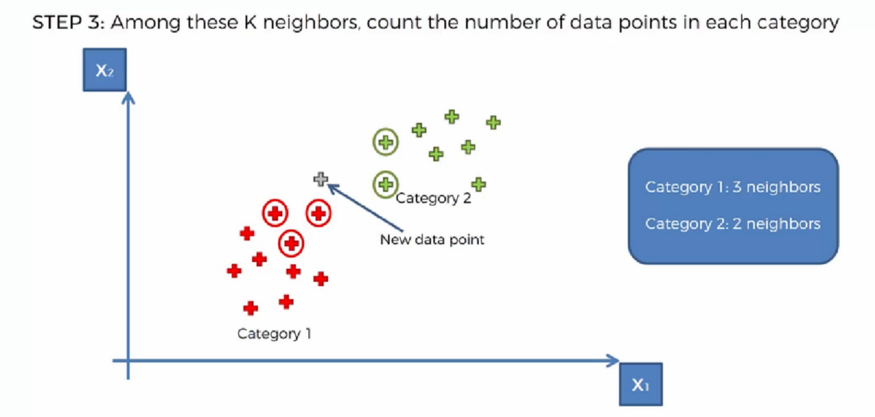 STEP 3: Among these K neighbors, count the number of data points in each category
X₂
Category 2
New data point
Category 1: 3 neighbors
Category 2: 2 neighbors
Category 1
X₁